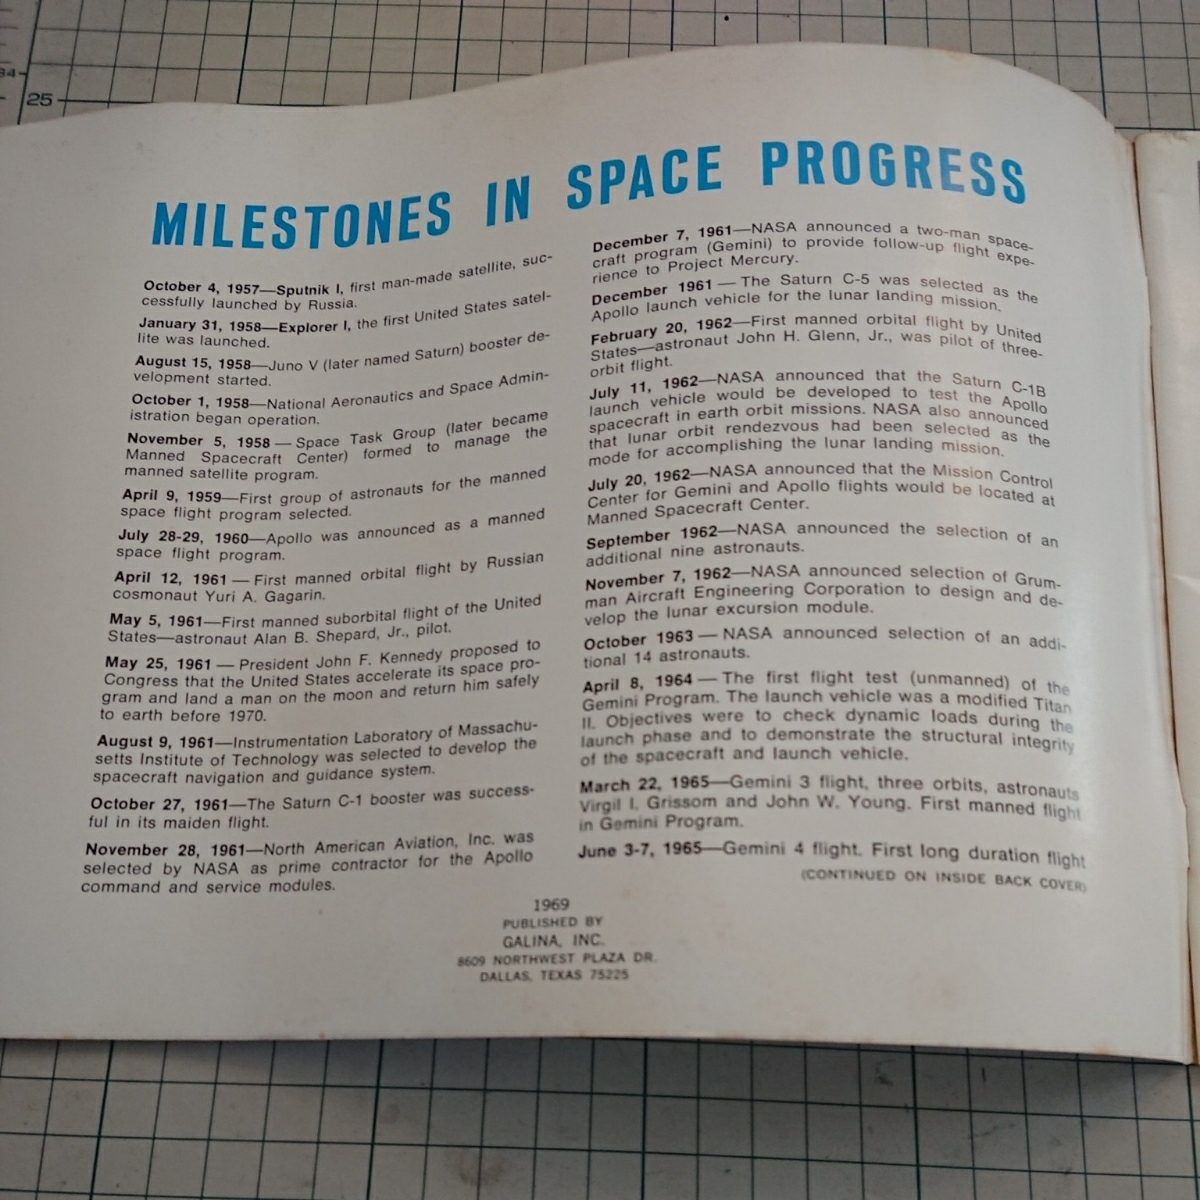 34
25
MILESTONES IN SPACE PROGRESS
October 4, 1957—Sputnik I, first man-made satellite, suc-
cessfully launched by Russia.
January 31, 1958—Explorer I, the first United States satel-
lite was launched.
August 15, 1958—Juno V (later named Saturn) booster de-
velopment started.
October 1, 1958—National Aeronautics and Space Admin-
istration began operation.
November 5, 1958 — Space Task Group (later became
Manned Spacecraft Center) formed to manage the
manned satellite program.
April 9, 1959—First group of astronauts for the manned
space flight program selected.
July 28-29, 1960—Apollo was announced as a manned
space flight program.
April 12, 1961 — First manned orbital flight by Russian
cosmonaut Yuri A. Gagarin.
May 5, 1961—First manned suborbital flight of the United
States—astronaut Alan B. Shepard, Jr., pilot.
May 25, 1961 — President John F. Kennedy proposed to
Congress that the United States accelerate its space pro-
gram and land a man on the moon and return him safely
to earth before 1970.
August 9, 1961—Instrumentation Laboratory of Massachu-
setts Institute of Technology was selected to develop the
spacecraft navigation and guidance system.
October 27, 1961—The Saturn C-1 booster was success-
ful in its maiden flight.
November 28, 1961—North American Aviation, Inc. was
selected by NASA as prime contractor for the Apollo
command and service modules.
December 7, 1961—NASA announced a two-man space-
craft program (Gemini) to provide follow-up flight expe-
rience to Project Mercury.
December 1961 — The Saturn C-5 was selected as the
Apollo launch vehicle for the lunar landing mission.
February 20, 1962—First manned orbital flight by United
States—astronaut John H. Glenn, Jr., was pilot of three-
orbit flight.
July 11, 1962—NASA announced that the Saturn C-1B
launch vehicle would be developed to test the Apollo
spacecraft in earth orbit missions. NASA also announced
that lunar orbit rendezvous had been selected as the
mode for accomplishing the lunar landing mission.
July 20, 1962—NASA announced that the Mission Control
Center for Gemini and Apollo flights would be located at
Manned Spacecraft Center.
September 1962—NASA announced the selection of an
additional nine astronauts.
November 7, 1962—NASA announced selection of Grum-
man Aircraft Engineering Corporation to design and de-
velop the lunar excursion module.
October 1963 — NASA announced selection of an addi-
tional 14 astronauts.
April 8, 1964 — The first flight test (unmanned) of the
Gemini Program. The launch vehicle was a modified Titan
II. Objectives were to check dynamic loads during the
launch phase and to demonstrate the structural integrity
of the spacecraft and launch vehicle.
March 22, 1965—Gemini 3 flight, three orbits, astronauts
Virgil I. Grissom and John W. Young. First manned flight
in Gemini Program.
June 3-7, 1965—Gemini 4 flight. First long duration flight
(CONTINUED ON INSIDE BACK COVER)
1969
PUBLISHED BY
GALINA, INC.
8609 NORTHWEST PLAZA DR.
DALLAS, TEXAS 75225